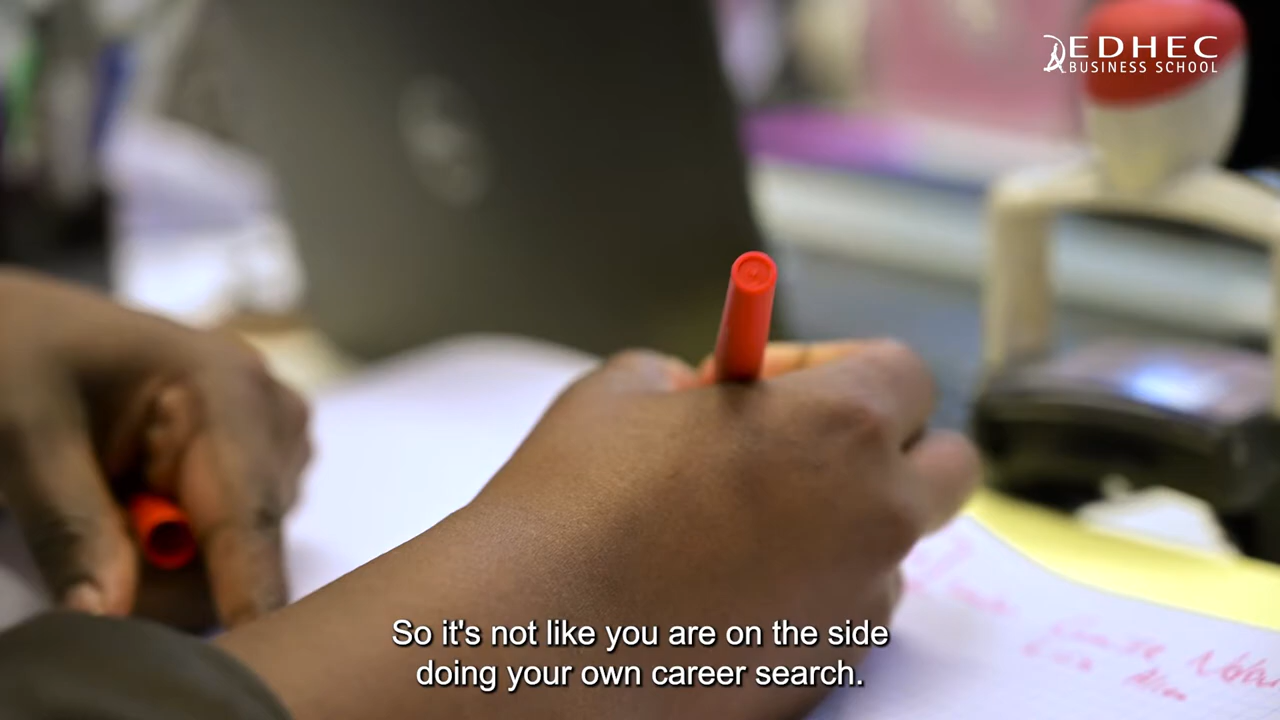 EDHEC
BUSINESS SCHOOL
So it's not like you are on the side
doing your own career search.